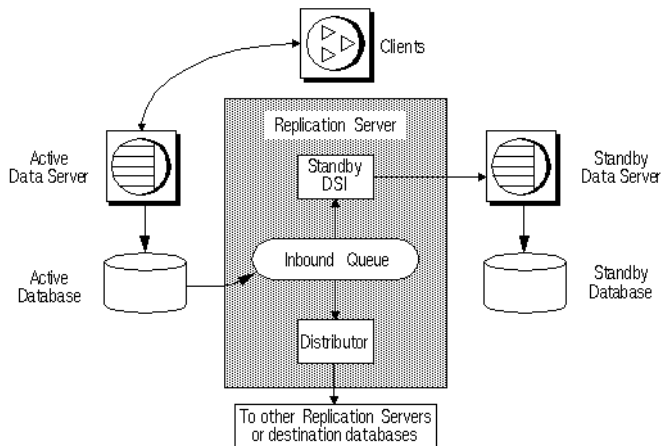 Clients
Replication Server
Active
Data Server
Standby
DSI
Standby
Data Server
Active
Database
Inbound Queue
Standby
Database
Distributor
To other Replication Servers
or destination databases